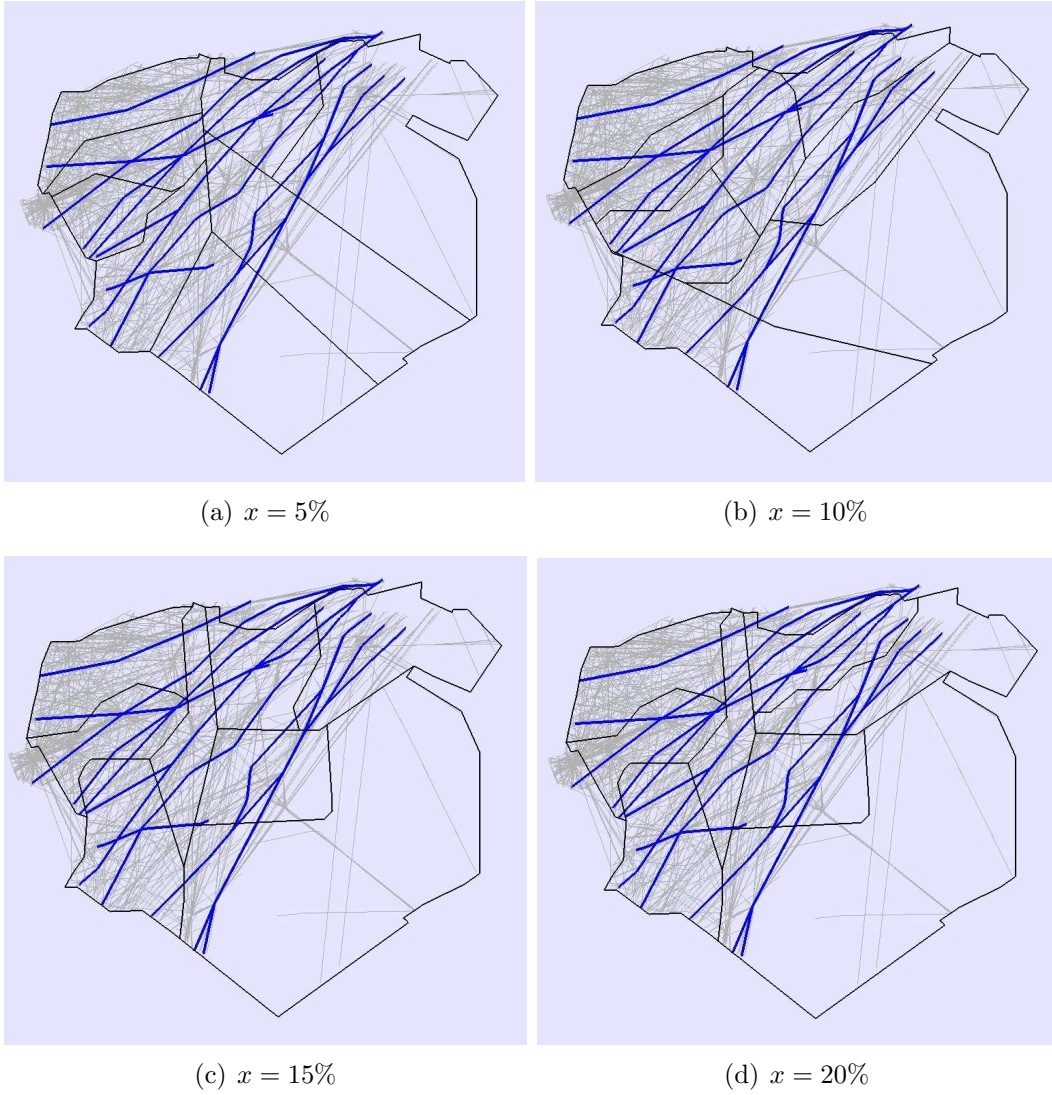 (a) x = 5%
(b) x = 10%
(c) x = 15%
(d) x = 20%